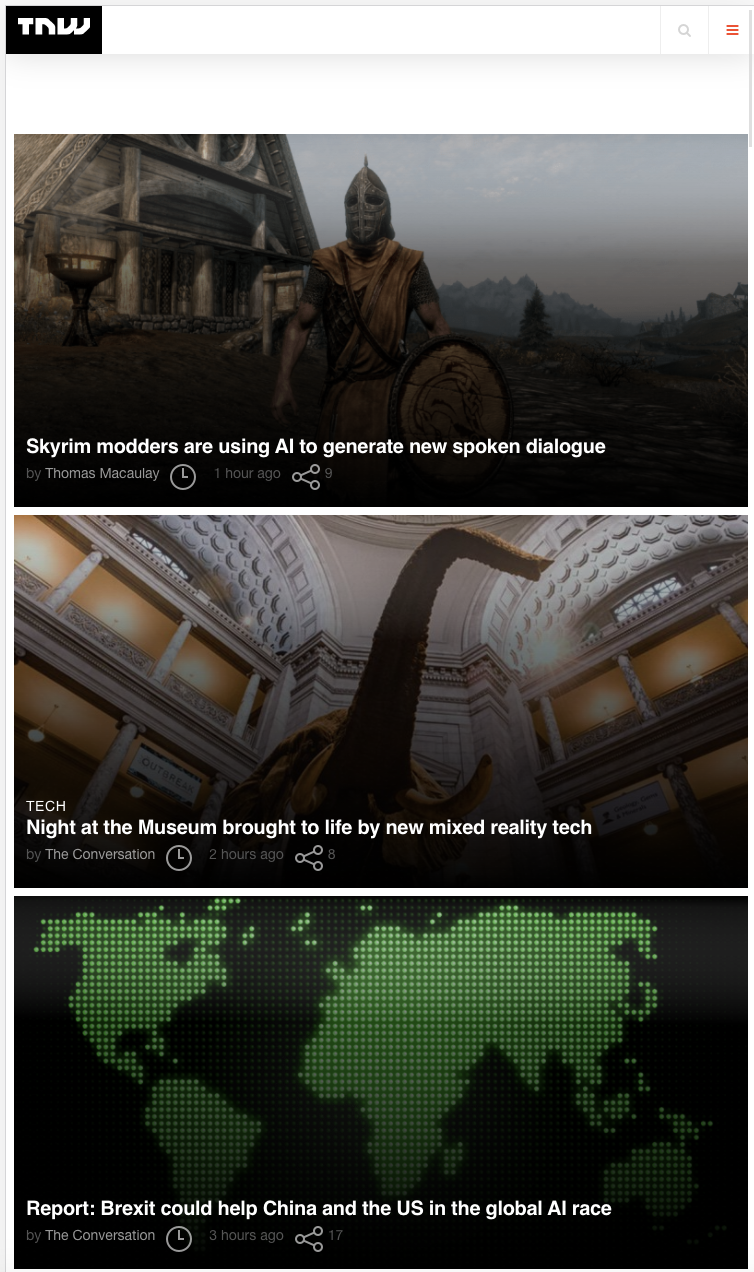 TNW
Skyrim modders are using AI to generate new spoken dialogue
by Thomas Macaulay 1 hour ago 9
OUTBREAK
TECH
Night at the Museum brought to life by new mixed reality tech
by The Conversation 2 hours ago 8
Report: Brexit could help China and the US in the global AI race
by The Conversation 3 hours ago 17